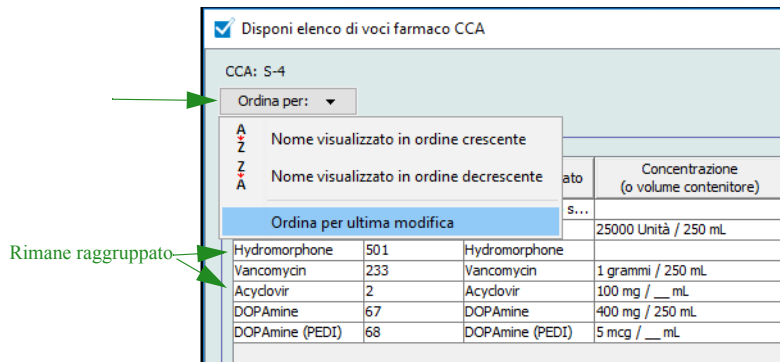 Disponi elenco di voci farmaco CCA
CCA: S-4
Ordina per:
A Z Nome visualizzato in ordine crescente
Z A Nome visualizzato in ordine decrescente
Ordina per ultima modifica
ato Concentrazione
(o volume contenitore)
s...
25000 Unità / 250 mL
Rimane raggruppato
Hydromorphone 501 Hydromorphone
Vancomycin 233 Vancomycin 1 grammi / 250 mL
Acyclovir 2 Acyclovir 100 mg / __ mL
DOPAmine 67 DOPAmine 400 mg / 250 mL
DOPAmine (PEDI) 68 DOPAmine (PEDI) 5 mcg / __ mL